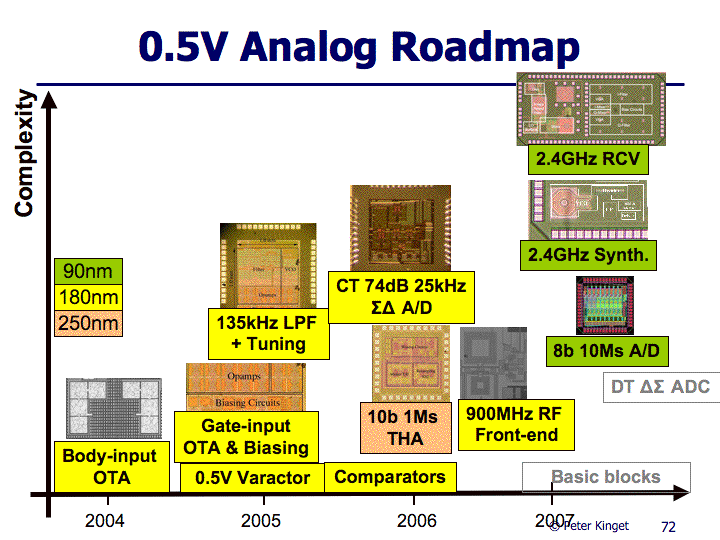 0.5V Analog Roadmap
Complexity
2.4GHz RCV
2.4GHz Synth.
90nm
180nm
250nm
CT 74dB 25kHz
ΣΔ A/D
135kHz LPF
+ Tuning
8b 10Ms A/D
DT ΔΣ ADC
Opamps
Biasing Circuits
10b 1Ms
THA
900MHz RF
Front-end
Gate-input
OTA & Biasing
Body-input
OTA
0.5V Varactor
Comparators
Basic blocks
2004
2005
2006
2007
© Peter Kinget
72